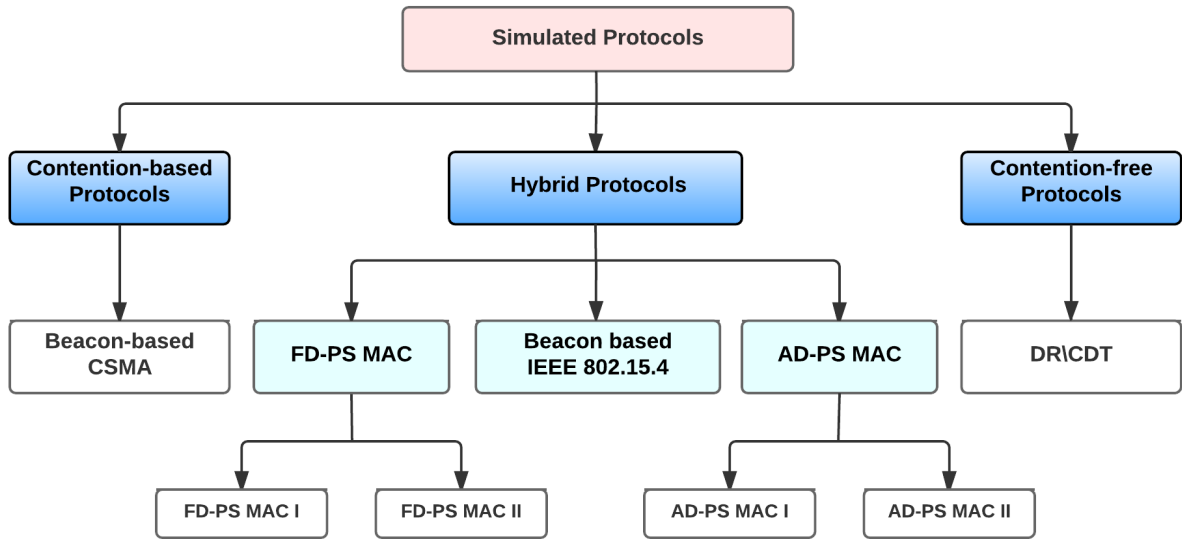 Simulated Protocols
Contention-based
Protocols
Hybrid Protocols
Contention-free
Protocols
Beacon-based
CSMA
FD-PS MAC
Beacon based
IEEE 802.15.4
AD-PS MAC
DR\CDT
FD-PS MAC I
FD-PS MAC II
AD-PS MAC I
AD-PS MAC II